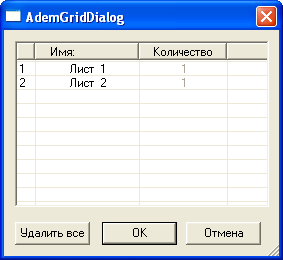 AdemGridDialog
Имя: Количество
1 Лист 1 1
2 Лист 2 1
Удалить все OK Отмена